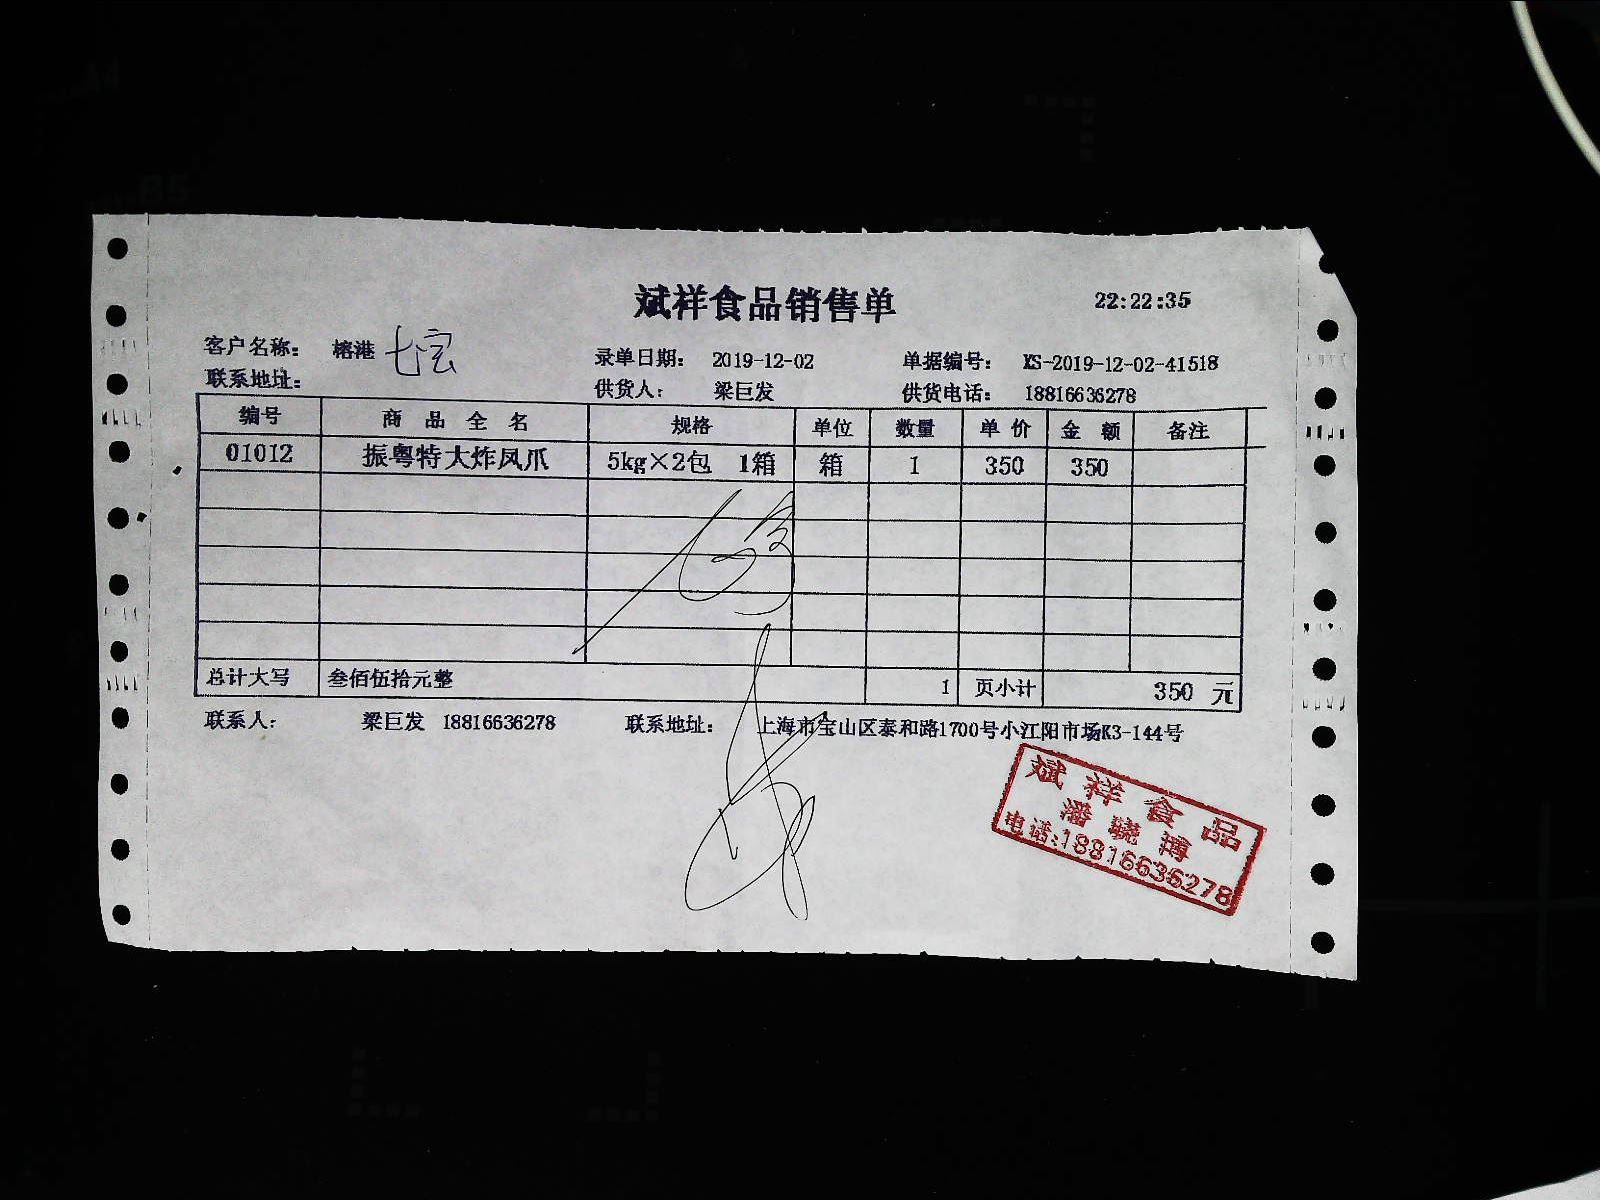 斌祥食品销售单 22:22:35
客户名称： 榕港 七宝 录单日期： 2019-12-02 单据编号： XS-2019-12-02-41518
联系地址： 供货人： 梁巨发 供货电话： 18816636278
编号 商品全名 规格 单位 数量 单价 金额 备注
01012 振粤特大炸凤爪 5kg×2包 1箱 箱 1 350 350
总计大写 叁佰伍拾元整 1 页小计 350 元
联系人： 梁巨发 18816636278 联系地址： 上海市宝山区泰和路1700号小江阳市场K3-144号
斌祥食品
潘骁博
电话:18816636278